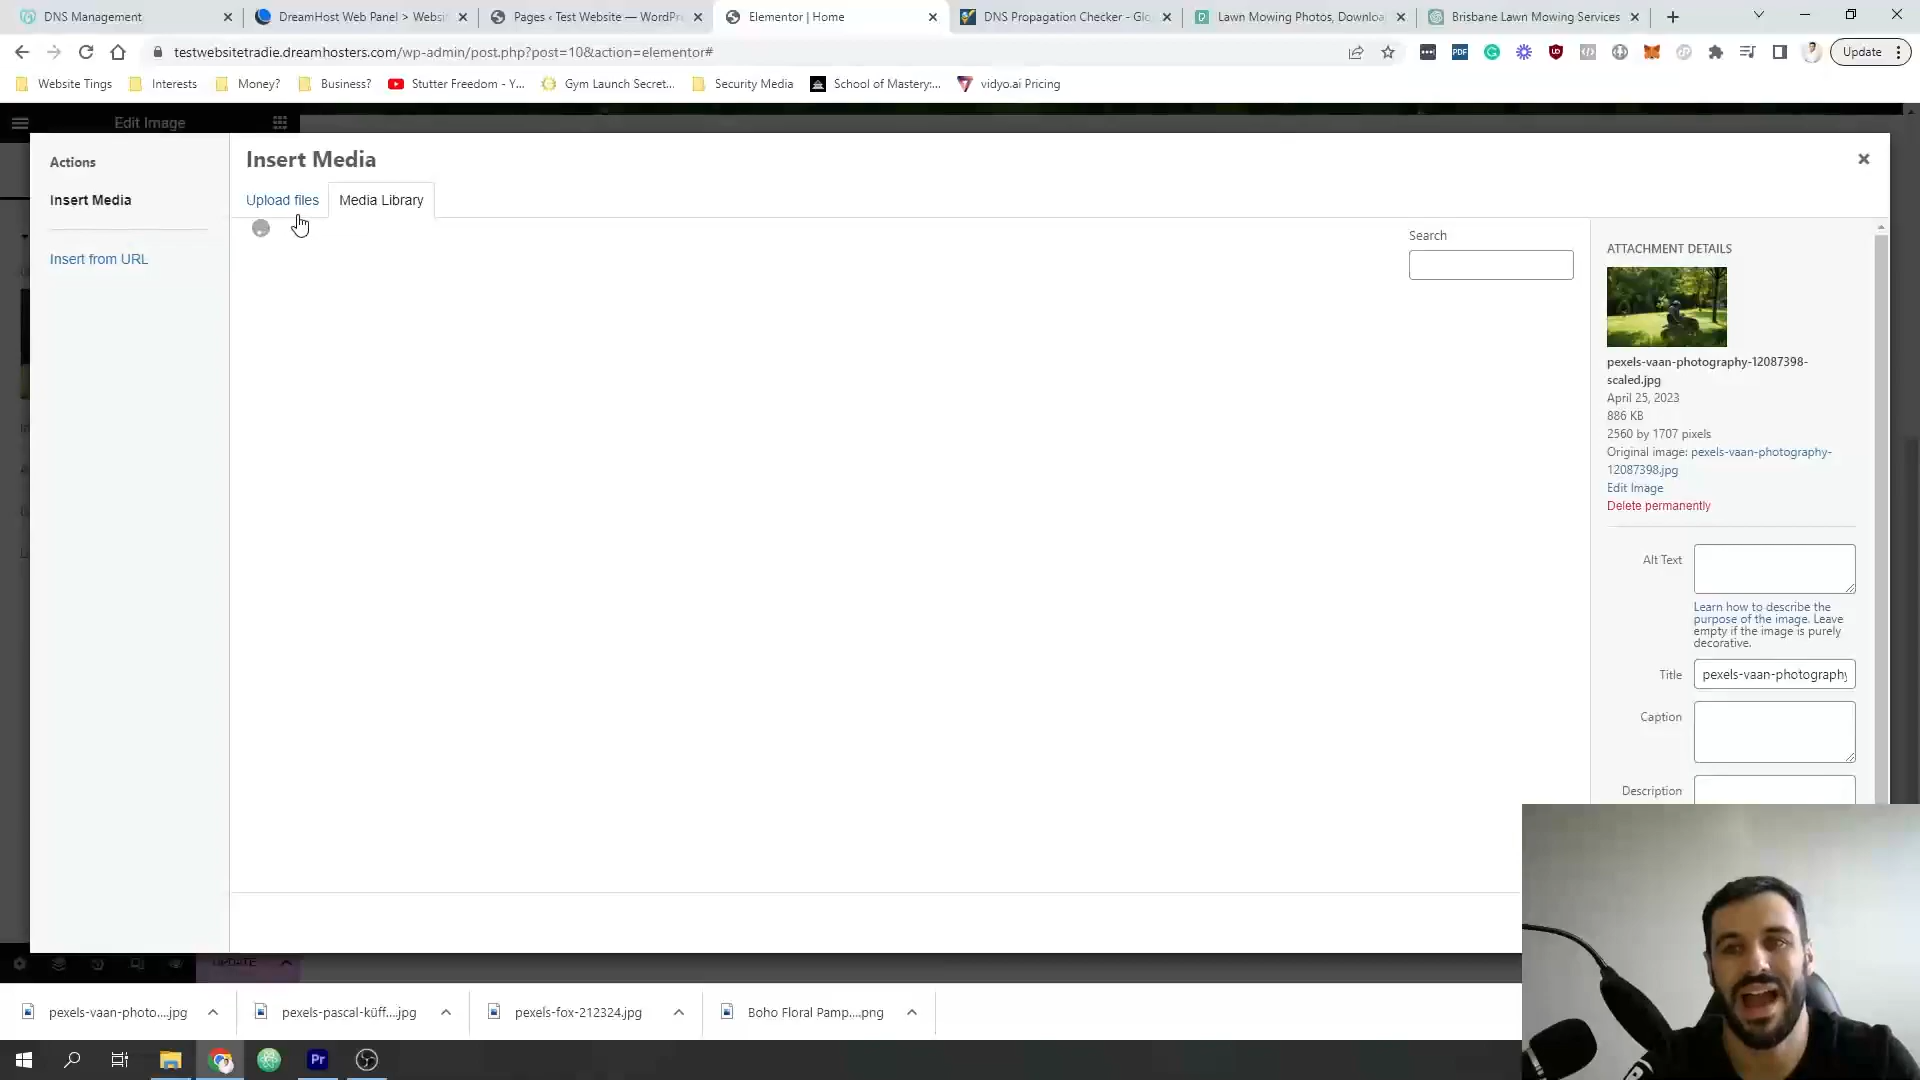 DNS Management
DreamHost Web Panel > Websi
Pages ‹ Test Website — WordPr
Elementor | Home
DNS Propagation Checker - Glo
Lawn Mowing Photos, Downloa
Brisbane Lawn Mowing Services
testwebsitetradie.dreamhosters.com/wp-admin/post.php?post=10&action=elementor#
PDF
Update
Website Tings
Interests
Money?
Business?
Stutter Freedom - Y...
Gym Launch Secret...
Security Media
School of Mastery:...
vidyo.ai Pricing
Edit Image
Actions
Insert Media
Insert from URL
Insert Media
Upload files
Media Library
Search
ATTACHMENT DETAILS
pexels-vaan-photography-12087398-
scaled.jpg
April 25, 2023
886 KB
2560 by 1707 pixels
Original image: pexels-vaan-photography-
12087398.jpg
Edit Image
Delete permanently
Alt Text
Learn how to describe the
purpose of the image. Leave
empty if the image is purely
decorative.
Title
pexels-vaan-photography
Caption
Description
UPDATE
pexels-vaan-photo....jpg
pexels-pascal-küff....jpg
pexels-fox-212324.jpg
Boho Floral Pamp....png
Pr